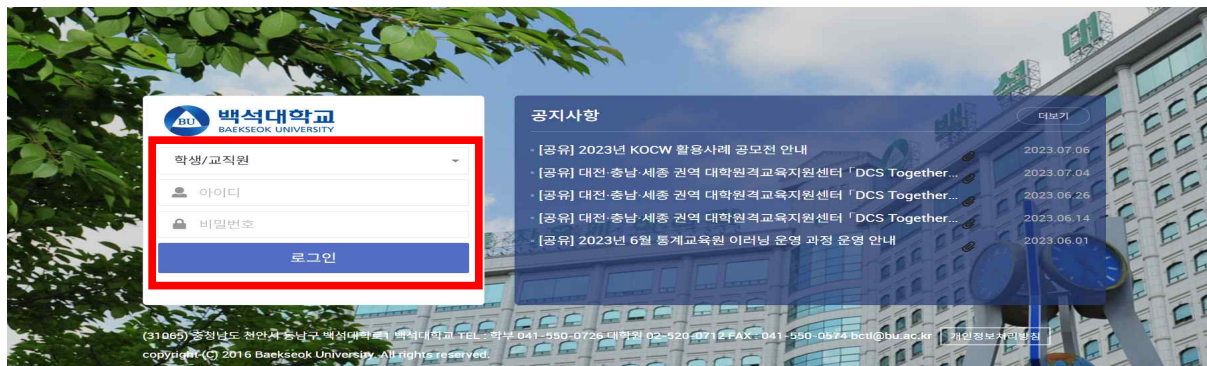 백석대학교
BU
BAEKSEOK UNIVERSITY
학생/교직원
아이디
비밀번호
로그인
공지사항
더보기
[공유] 2023년 KOCW 활용사례 공모전 안내 2023.07.06
[공유] 대전·충남·세종 권역 대학원격교육지원센터「DCS Together... 2023.07.04
[공유] 대전·충남·세종 권역 대학원격교육지원센터「DCS Together... 2023.06.26
[공유] 대전·충남·세종 권역 대학원격교육지원센터「DCS Together... 2023.06.14
[공유] 2023년 6월 통계교육원 이러닝 운영 과정 운영 안내 2023.06.01
(31065) 충청남도 천안시 동남구 백석대학로1 백석대학교 TEL : 학부 041-550-0726 대학원 02-520-0712 FAX : 041-550-0574 bctl@bu.ac.kr 개인정보처리방침
copyright (C) 2016 Baekseok University. All rights reserved.